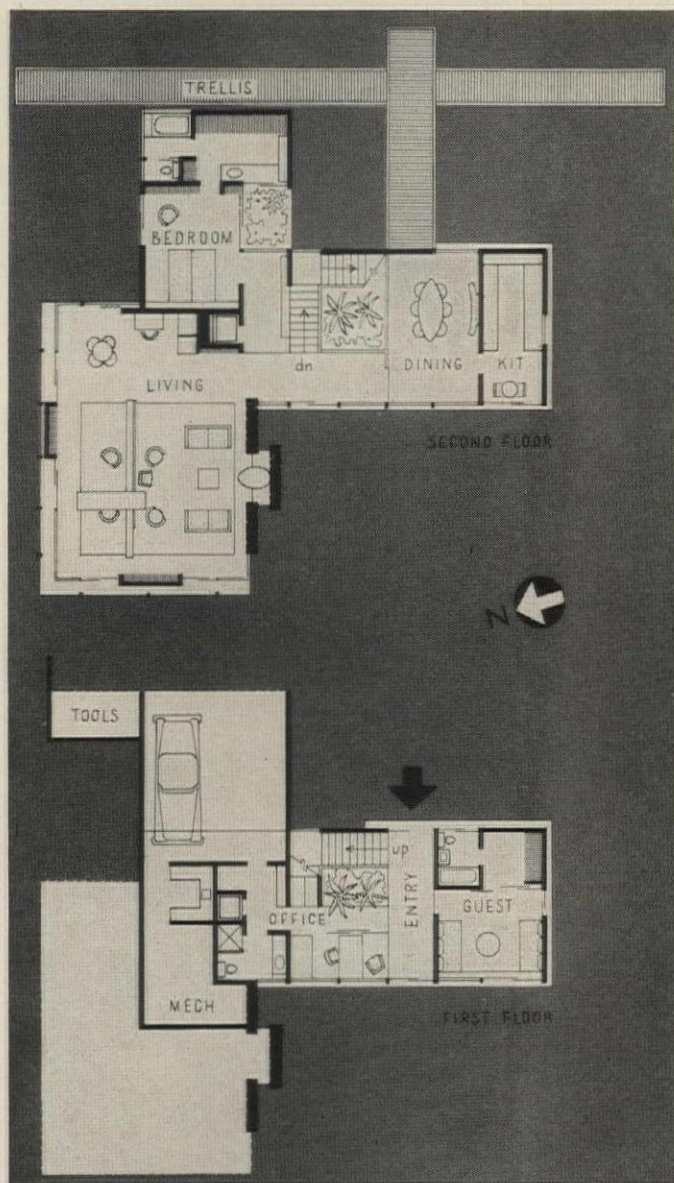 TRELLIS
BEDROOM
LIVING
dn
DINING
KIT
SECOND FLOOR
N
TOOLS
up
ENTRY
GUEST
OFFICE
MECH
FIRST FLOOR